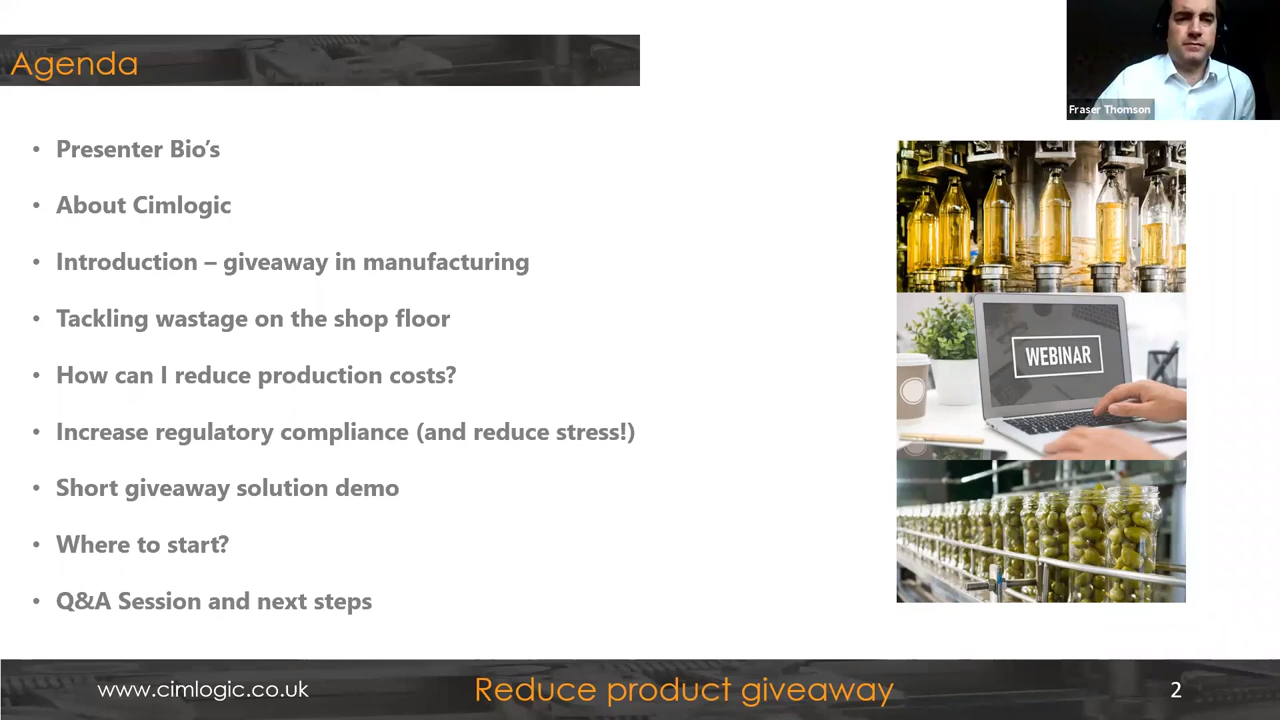 Agenda
Fraser Thomson
• Presenter Bio’s
• About Cimlogic
• Introduction – giveaway in manufacturing
• Tackling wastage on the shop floor
• How can I reduce production costs?
• Increase regulatory compliance (and reduce stress!)
• Short giveaway solution demo
• Where to start?
• Q&A Session and next steps
WEBINAR
www.cimlogic.co.uk
Reduce product giveaway
2